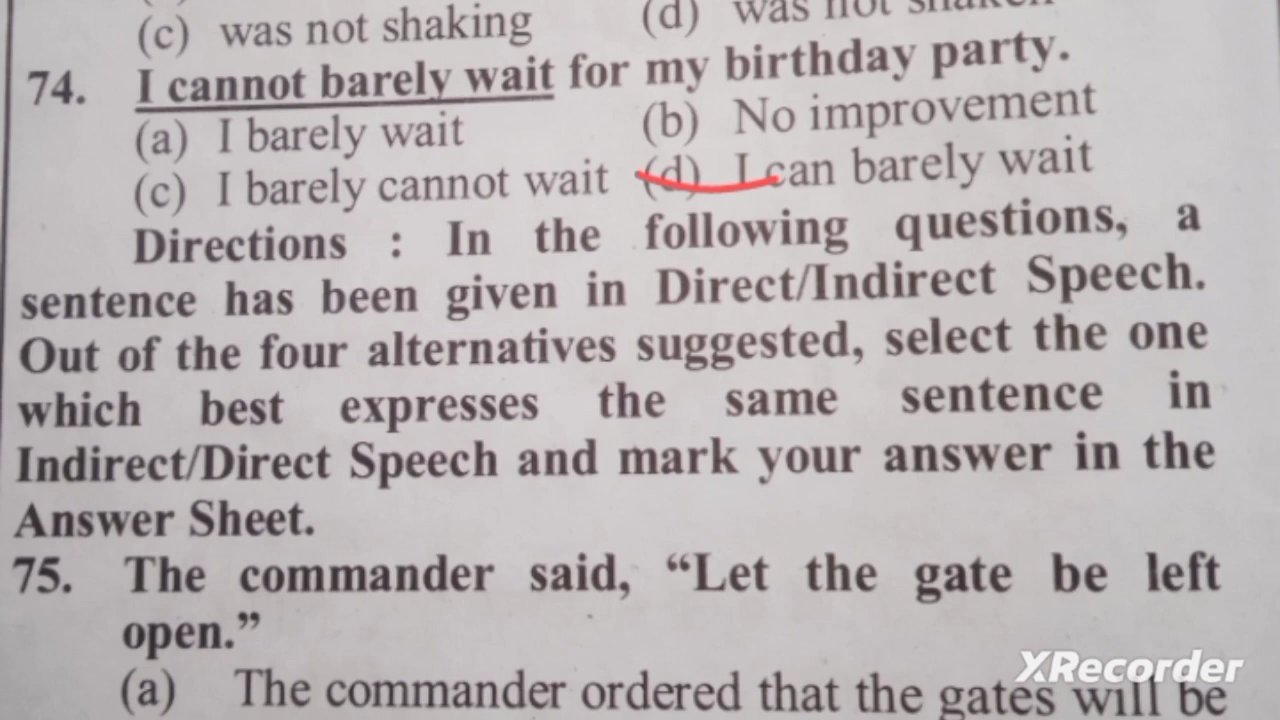 (c) was not shaking (d) was not shaken
74. I cannot barely wait for my birthday party.
(a) I barely wait (b) No improvement
(c) I barely cannot wait (d) I can barely wait
Directions : In the following questions, a
sentence has been given in Direct/Indirect Speech.
Out of the four alternatives suggested, select the one
which best expresses the same sentence in
Indirect/Direct Speech and mark your answer in the
Answer Sheet.
75. The commander said, “Let the gate be left
open.”
(a) The commander ordered that the gates will be
XRecorder